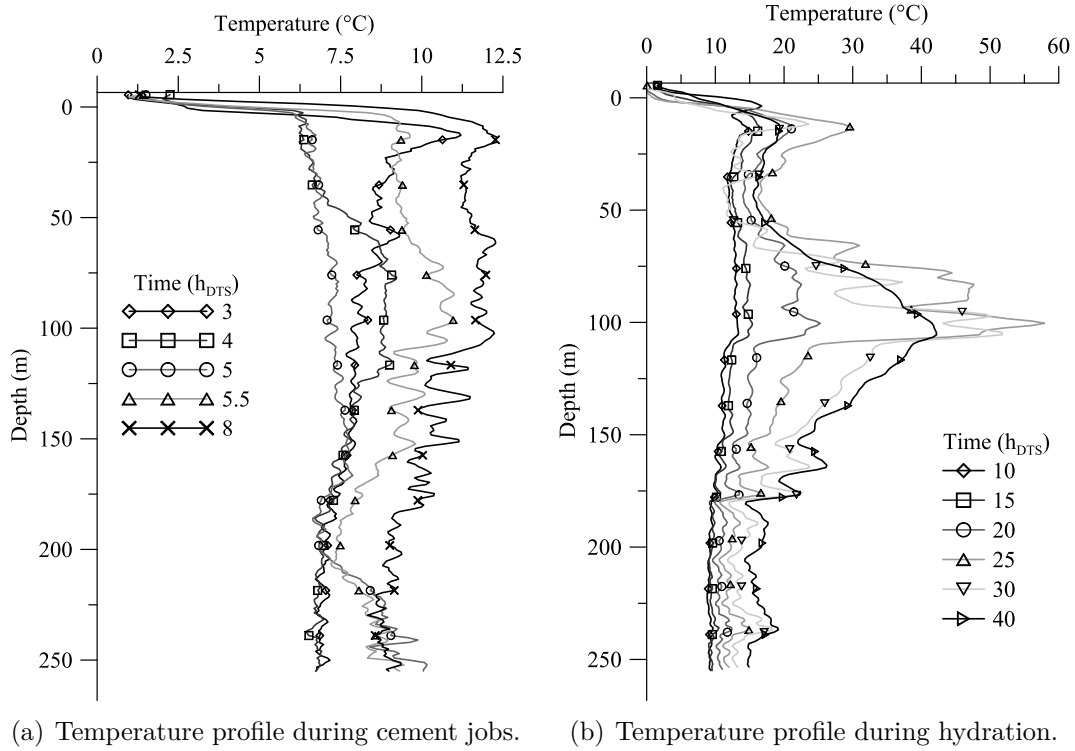 Temperature (°C)
0 2.5 5 7.5 10 12.5
0
50
100
150
200
250
Depth (m)
Time (hDTS)
3
4
5
5.5
8
(a) Temperature profile during cement jobs.
Temperature (°C)
0 10 20 30 40 50 60
0
50
100
150
200
250
Depth (m)
Time (hDTS)
10
15
20
25
30
40
(b) Temperature profile during hydration.